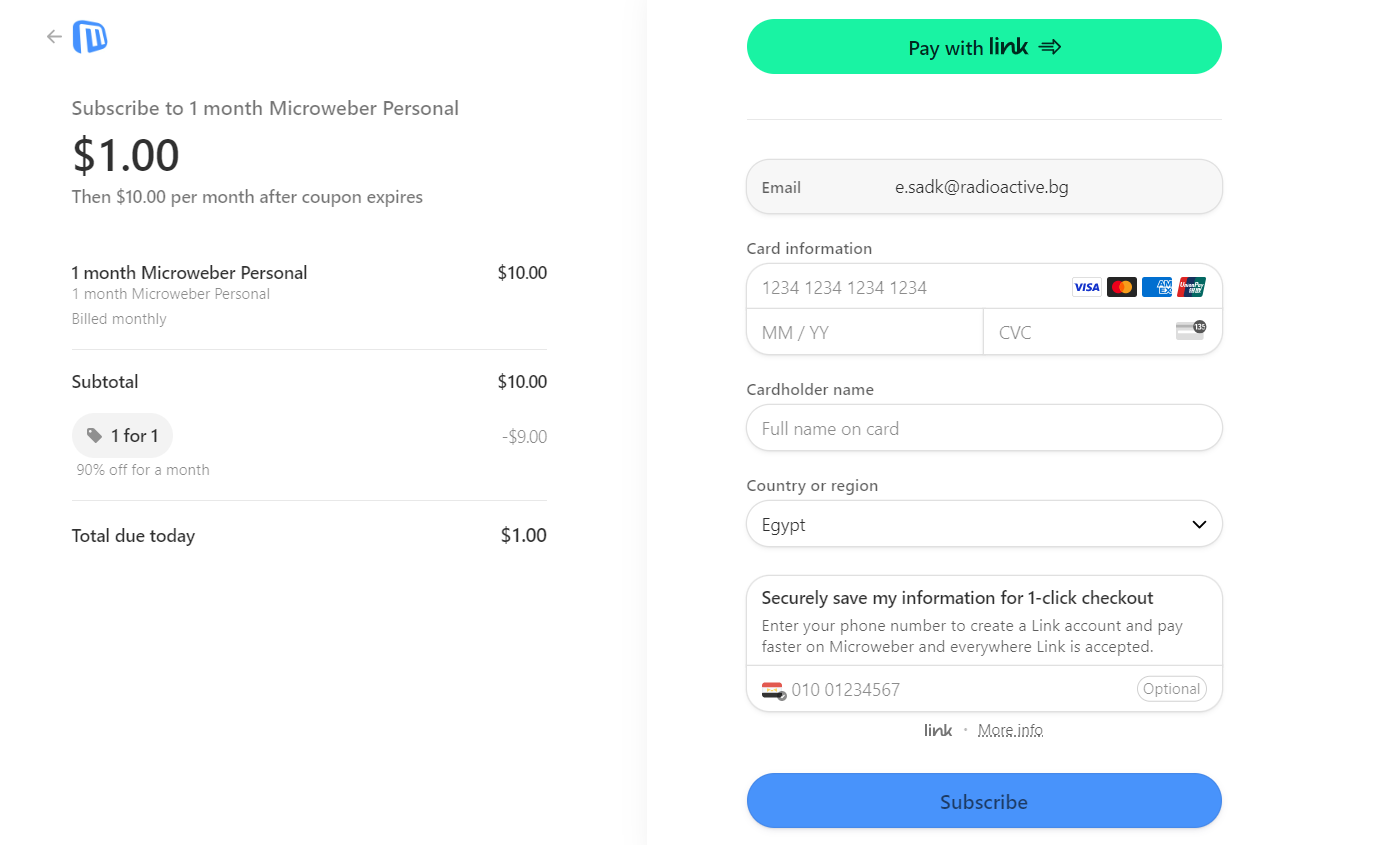 Subscribe to 1 month Microweber Personal
$1.00
Then $10.00 per month after coupon expires
1 month Microweber Personal $10.00
1 month Microweber Personal
Billed monthly
Subtotal $10.00
1 for 1 -$9.00
90% off for a month
Total due today $1.00
Pay with link
Email e.sadk@radioactive.bg
Card information
1234 1234 1234 1234 VISA AMEX UnionPay 银联
MM / YY CVC 135
Cardholder name
Full name on card
Country or region
Egypt
Securely save my information for 1-click checkout
Enter your phone number to create a Link account and pay
faster on Microweber and everywhere Link is accepted.
010 01234567 Optional
link · More info
Subscribe